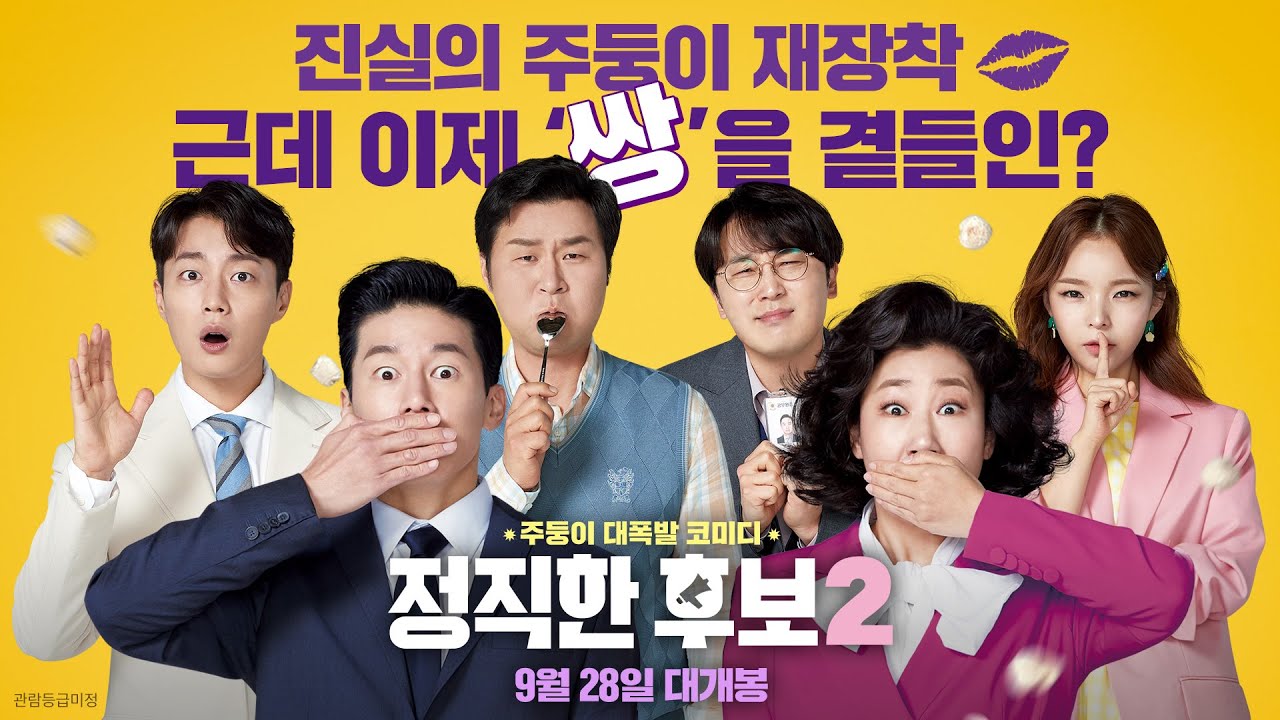 진실의 주둥이 재장착
근데 이제 '쌍'을 곁들인?
주둥이 대폭발 코미디
정직한 후보2
9월 28일 대개봉
관람등급미정